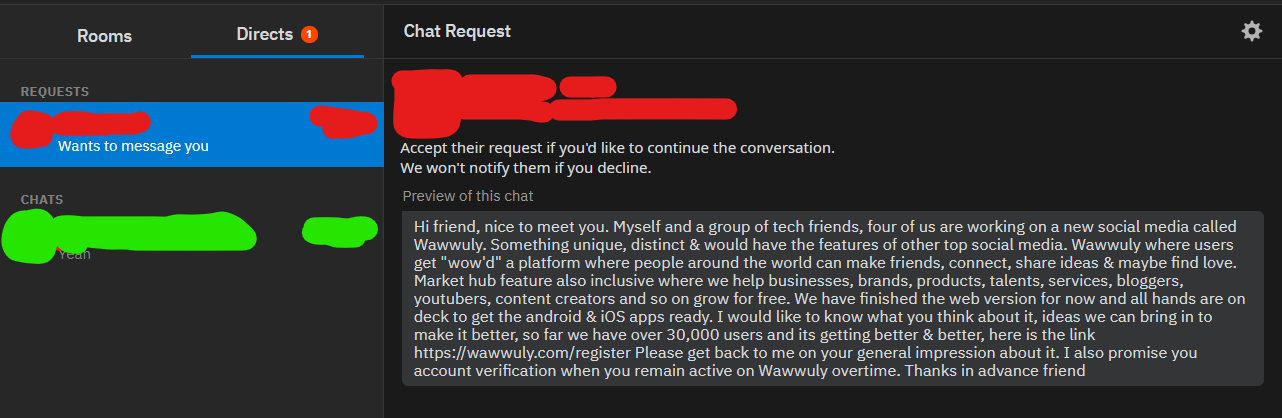 Rooms
Directs 1
Chat Request
REQUESTS
Wants to message you
CHATS
Yeah
Accept their request if you'd like to continue the conversation.
We won't notify them if you decline.
Preview of this chat
Hi friend, nice to meet you. Myself and a group of tech friends, four of us are working on a new social media called
Wawwuly. Something unique, distinct & would have the features of other top social media. Wawwuly where users
get "wow'd" a platform where people around the world can make friends, connect, share ideas & maybe find love.
Market hub feature also inclusive where we help businesses, brands, products, talents, services, bloggers,
youtubers, content creators and so on grow for free. We have finished the web version for now and all hands are on
deck to get the android & iOS apps ready. I would like to know what you think about it, ideas we can bring in to
make it better, so far we have over 30,000 users and its getting better & better, here is the link
https://wawwuly.com/register Please get back to me on your general impression about it. I also promise you
account verification when you remain active on Wawwuly overtime. Thanks in advance friend